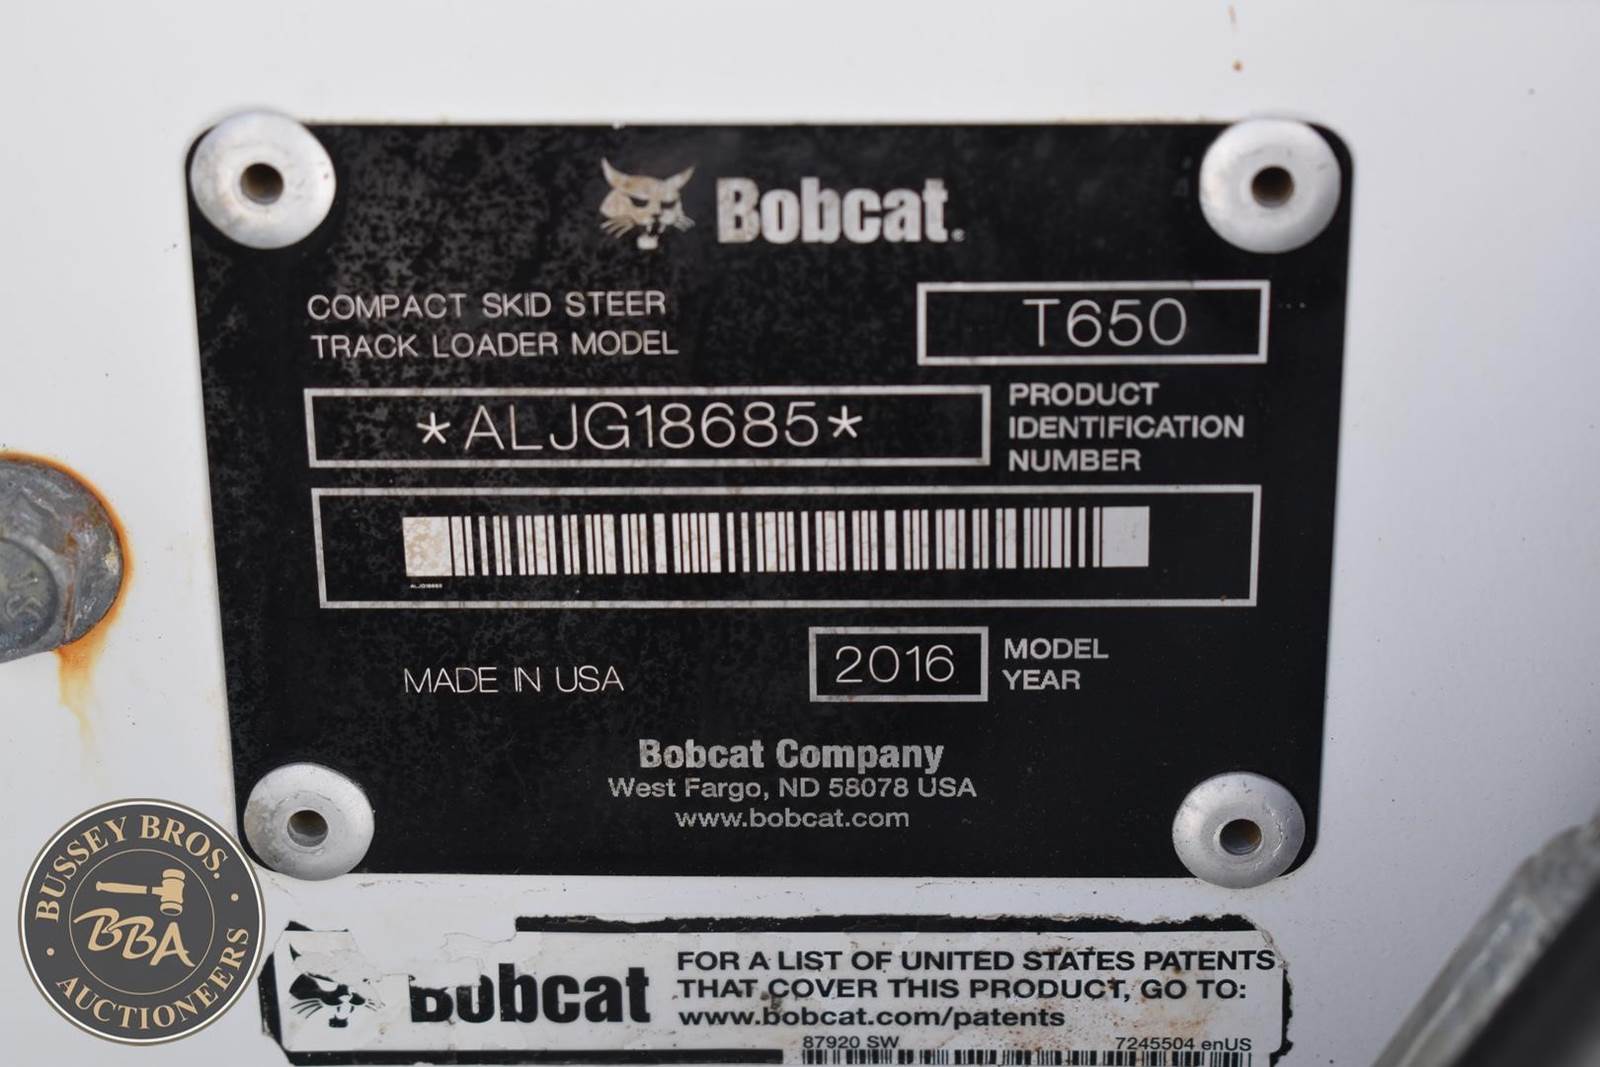 Bobcat.
COMPACT SKID STEER
TRACK LOADER MODEL
T650
*ALJG18685*
PRODUCT
IDENTIFICATION
NUMBER
ALJG18685
MADE IN USA
2016
MODEL
YEAR
Bobcat Company
West Fargo, ND 58078 USA
www.bobcat.com
BUSSEY BROS.
BBA
AUCTIONEERS
Bobcat
FOR A LIST OF UNITED STATES PATENTS
THAT COVER THIS PRODUCT, GO TO:
www.bobcat.com/patents
87920 SW
7245504 enUS